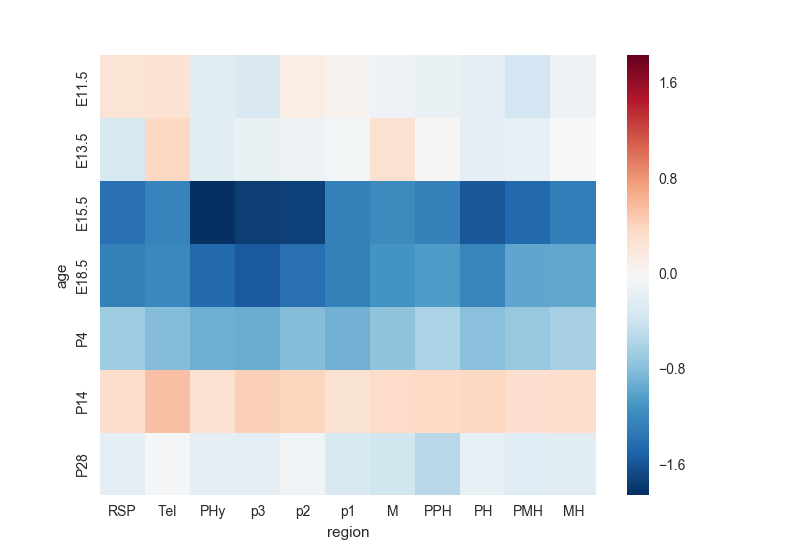 E11.5
E13.5
E15.5
E18.5
P4
P14
P28
age
RSP Tel PHy p3 p2 p1 M PPH PH PMH MH
region
1.6
0.8
0.0
−0.8
−1.6